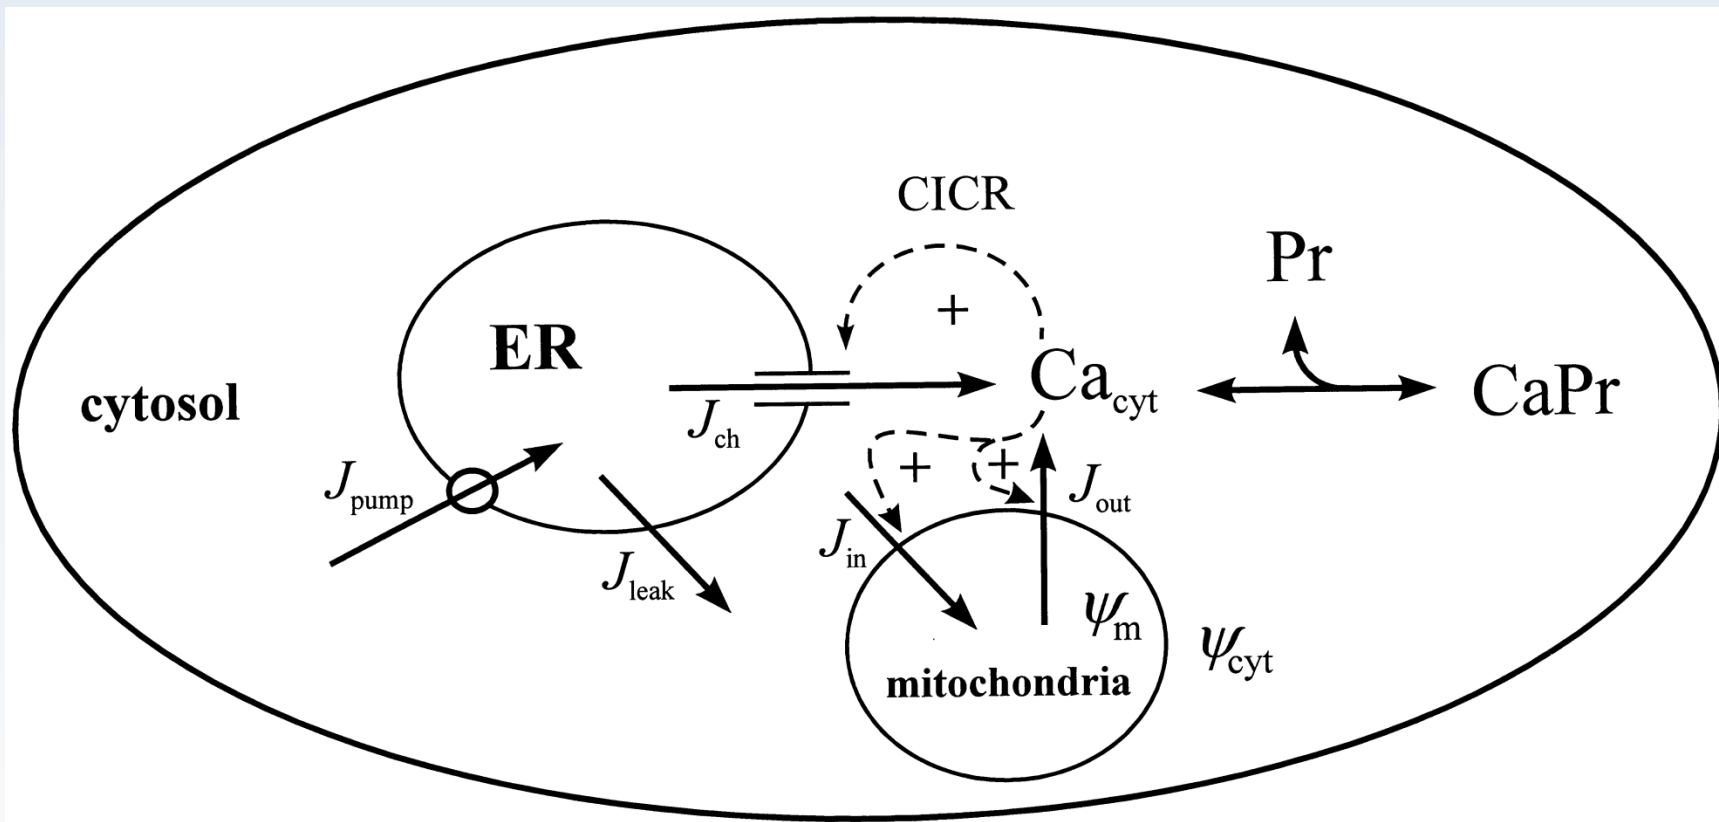 CICR
+
Pr
ER
Ca_cyt
CaPr
cytosol
J_ch
+
+
J_pump
J_out
J_in
J_leak
ψ_m
ψ_cyt
mitochondria